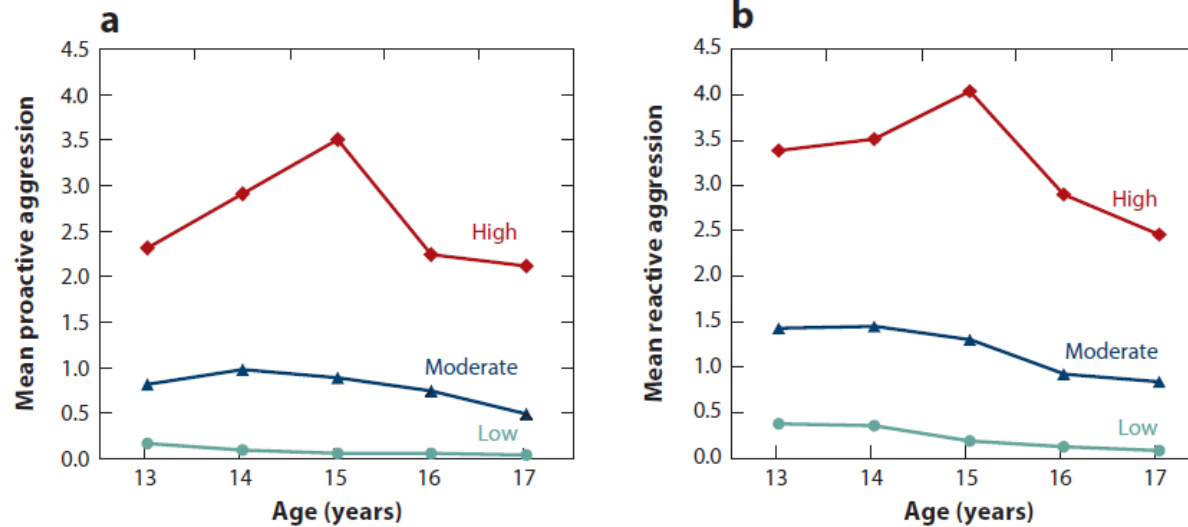 a
Mean proactive aggression
4.5
4.0
3.5
3.0
2.5
2.0
1.5
1.0
0.5
0.0
High
Moderate
Low
13 14 15 16 17
Age (years)
b
Mean reactive aggression
4.5
4.0
3.5
3.0
2.5
2.0
1.5
1.0
0.5
0.0
High
Moderate
Low
13 14 15 16 17
Age (years)